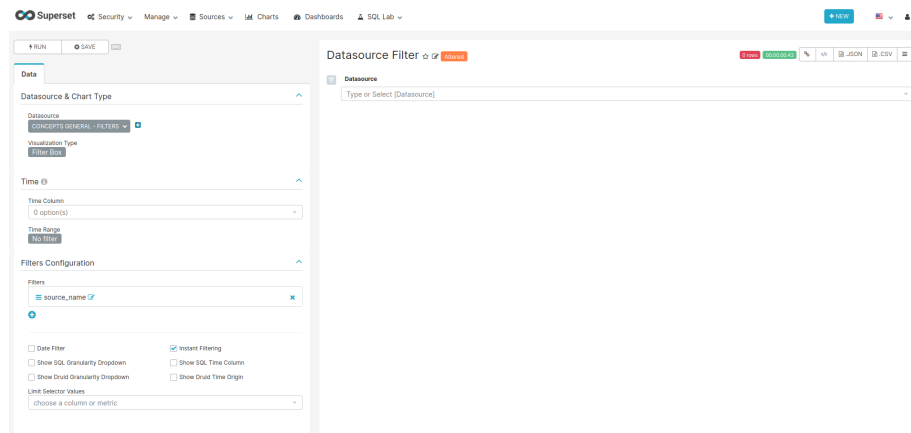 Superset Security Manage Sources Charts Dashboards SQL Lab + NEW
RUN SAVE
Datasource Filter Altered 0 rows 00:00:00.43 </> .JSON .CSV
Data
Datasource
Type or Select [Datasource]
Datasource & Chart Type
Datasource
CONCEPTS GENERAL - FILTERS
Visualization Type
Filter Box
Time
Time Column
0 option(s)
Time Range
No filter
Filters Configuration
Filters
source_name
Date Filter Instant Filtering
Show SQL Granularity Dropdown Show SQL Time Column
Show Druid Granularity Dropdown Show Druid Time Origin
Limit Selector Values
choose a column or metric